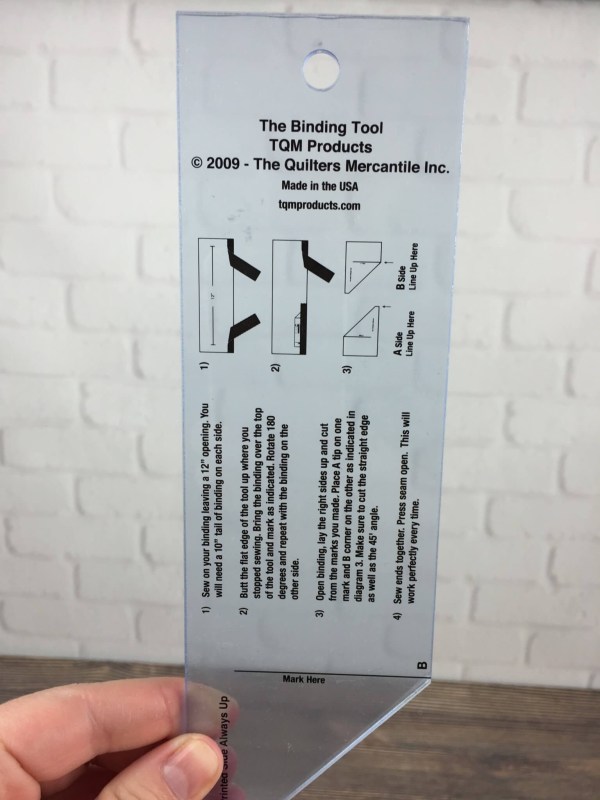 The Binding Tool
TQM Products
© 2009 - The Quilters Mercantile Inc.
Made in the USA
tqmproducts.com
1)
12"
2)
3)
A Side
Line Up Here
B Side
Line Up Here
1) Sew on your binding leaving a 12" opening. You
will need a 10" tail of binding on each side.
2) Butt the flat edge of the tool up where you
stopped sewing. Bring the binding over the top
of the tool and mark as indicated. Rotate 180
degrees and repeat with the binding on the
other side.
3) Open binding, lay the right sides up and cut
from the marks you made. Place A tip on one
mark and B corner on the other as indicated in
diagram 3. Make sure to cut the straight edge
as well as the 45' angle.
4) Sew ends together. Press seam open. This will
work perfectly every time.
Mark Here
B
Always Up